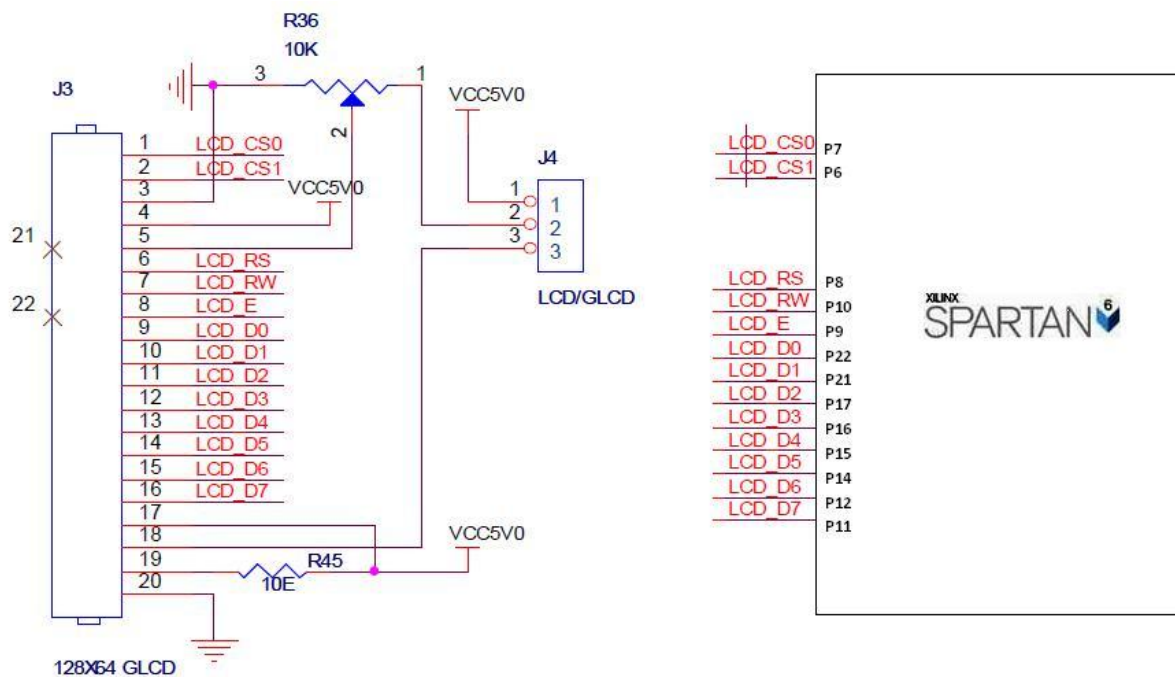 R36
10K
J3
3
1
2
VCC5V0
J4
1
LCD_CS0
2
LCD_CS1
3
VCC5V0
4
5
6
LCD_RS
7
LCD_RW
8
LCD_E
9
LCD_D0
10
LCD_D1
11
LCD_D2
12
LCD_D3
13
LCD_D4
14
LCD_D5
15
LCD_D6
16
LCD_D7
17
18
19
20
21
22
1
1
2
2
3
3
LCD/GLCD
VCC5V0
R45
10E
128X64 GLCD
LCD_CS0 P7
LCD_CS1 P6
LCD_RS P8
LCD_RW P10
LCD_E P9
LCD_D0 P22
LCD_D1 P21
LCD_D2 P17
LCD_D3 P16
LCD_D4 P15
LCD_D5 P14
LCD_D6 P12
LCD_D7 P11
XILINX
SPARTAN 6